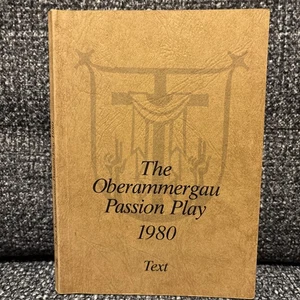 The
Oberammergau
Passion Play
1980
Text